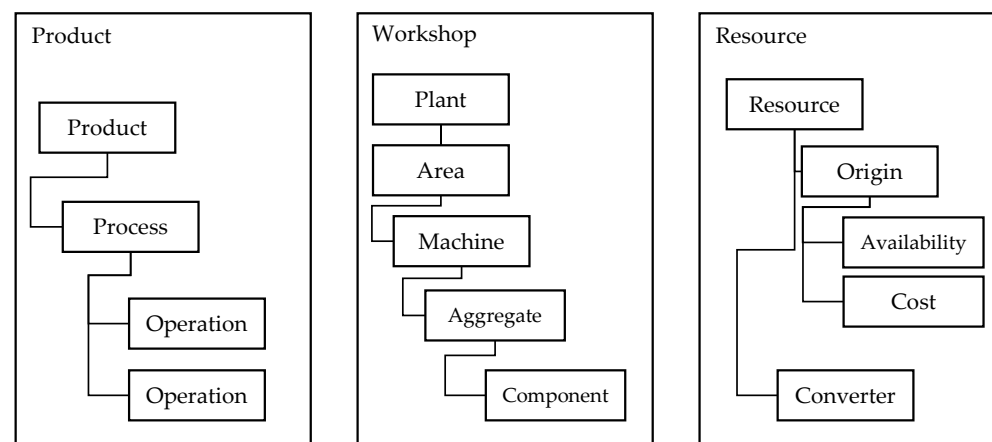 Product
Product
Process
Operation
Operation
Workshop
Plant
Area
Machine
Aggregate
Component
Resource
Resource
Origin
Availability
Cost
Converter